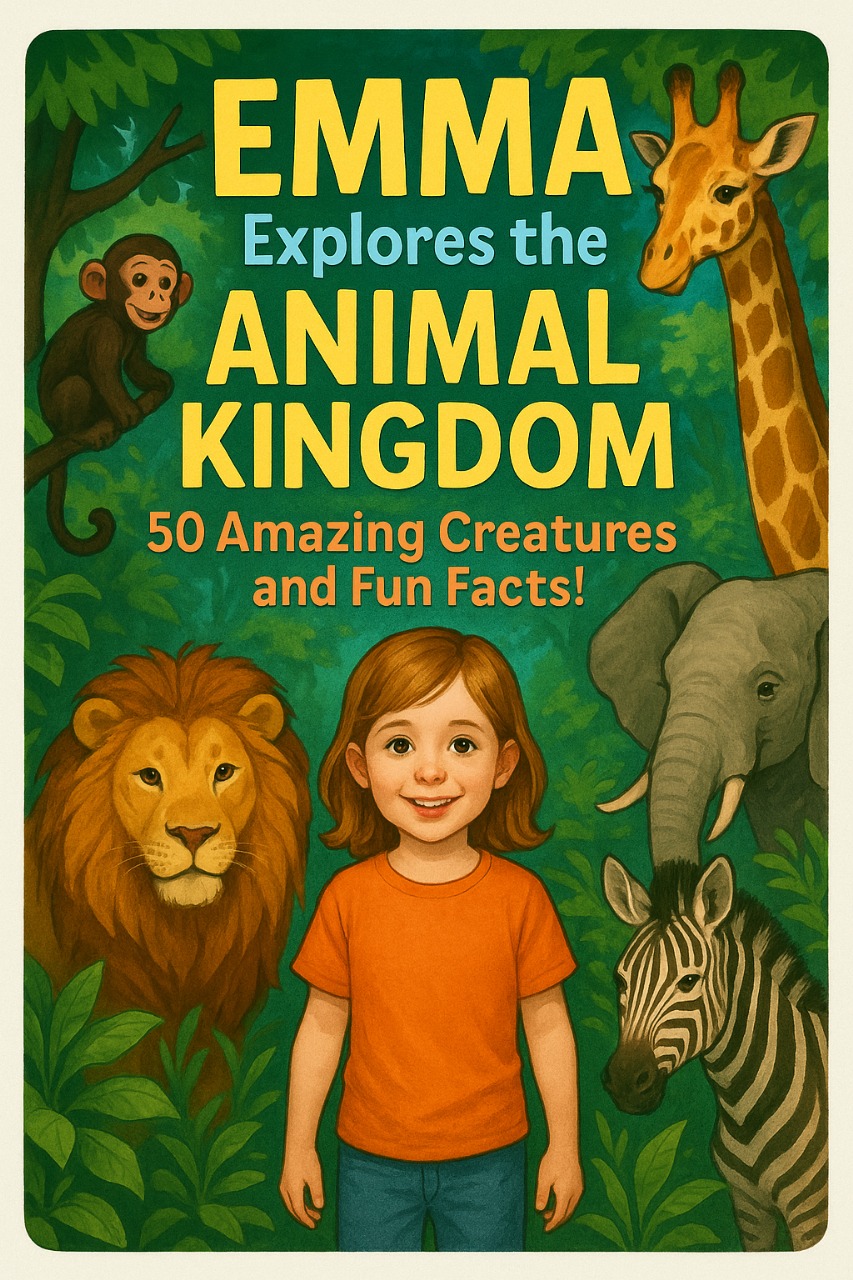 EMMA
Explores the
ANIMAL
KINGDOM
50 Amazing Creatures
and Fun Facts!